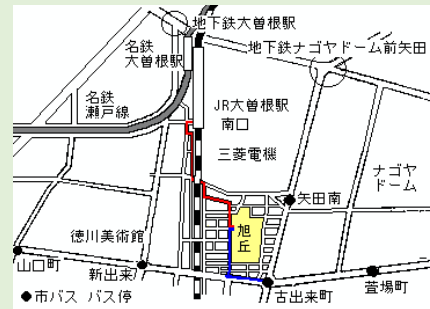 地下鉄大曽根駅
名鉄
大曽根駅
地下鉄ナゴヤドーム前矢田
名鉄
瀬戸線
JR大曽根駅
南口
三菱電機
ナゴヤ
ドーム
矢田南
旭
丘
徳川美術館
山口町
新出来
古出来町
萱場町
●市バス バス停